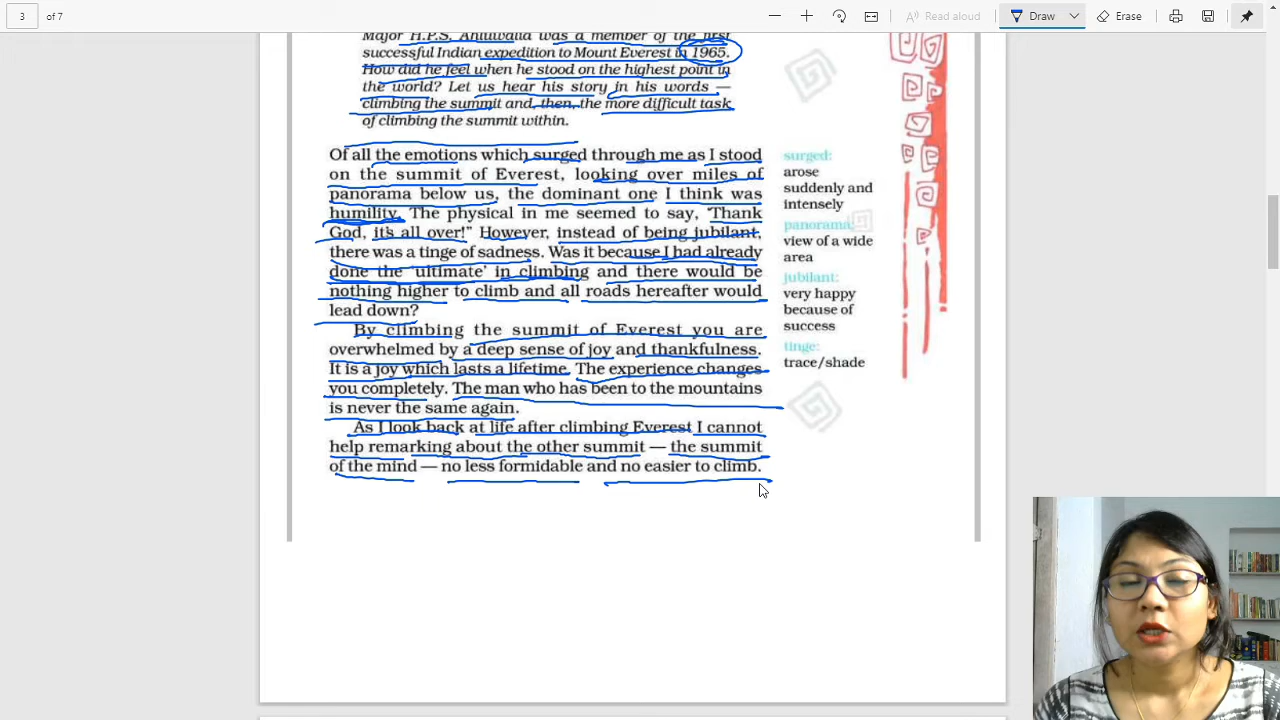 3
of 7
Read aloud
Draw
Erase
Major H.P.S. Ahluwalia was a member of the first
successful Indian expedition to Mount Everest in 1965.
How did he feel when he stood on the highest point in
the world? Let us hear his story in his words —
climbing the summit and, then, the more difficult task
of climbing the summit within.
Of all the emotions which surged through me as I stood
on the summit of Everest, looking over miles of
panorama below us, the dominant one I think was
humility. The physical in me seemed to say, ‘Thank
God, it's all over!” However, instead of being jubilant,
there was a tinge of sadness. Was it because I had already
done the ‘ultimate’ in climbing and there would be
nothing higher to climb and all roads hereafter would
lead down?
By climbing the summit of Everest you are
overwhelmed by a deep sense of joy and thankfulness.
It is a joy which lasts a lifetime. The experience changes
you completely. The man who has been to the mountains
is never the same again.
As I look back at life after climbing Everest I cannot
help remarking about the other summit — the summit
of the mind — no less formidable and no easier to climb.
surged:
arose
suddenly and
intensely
panorama:
view of a wide
area
jubilant:
very happy
because of
success
tinge:
trace/shade